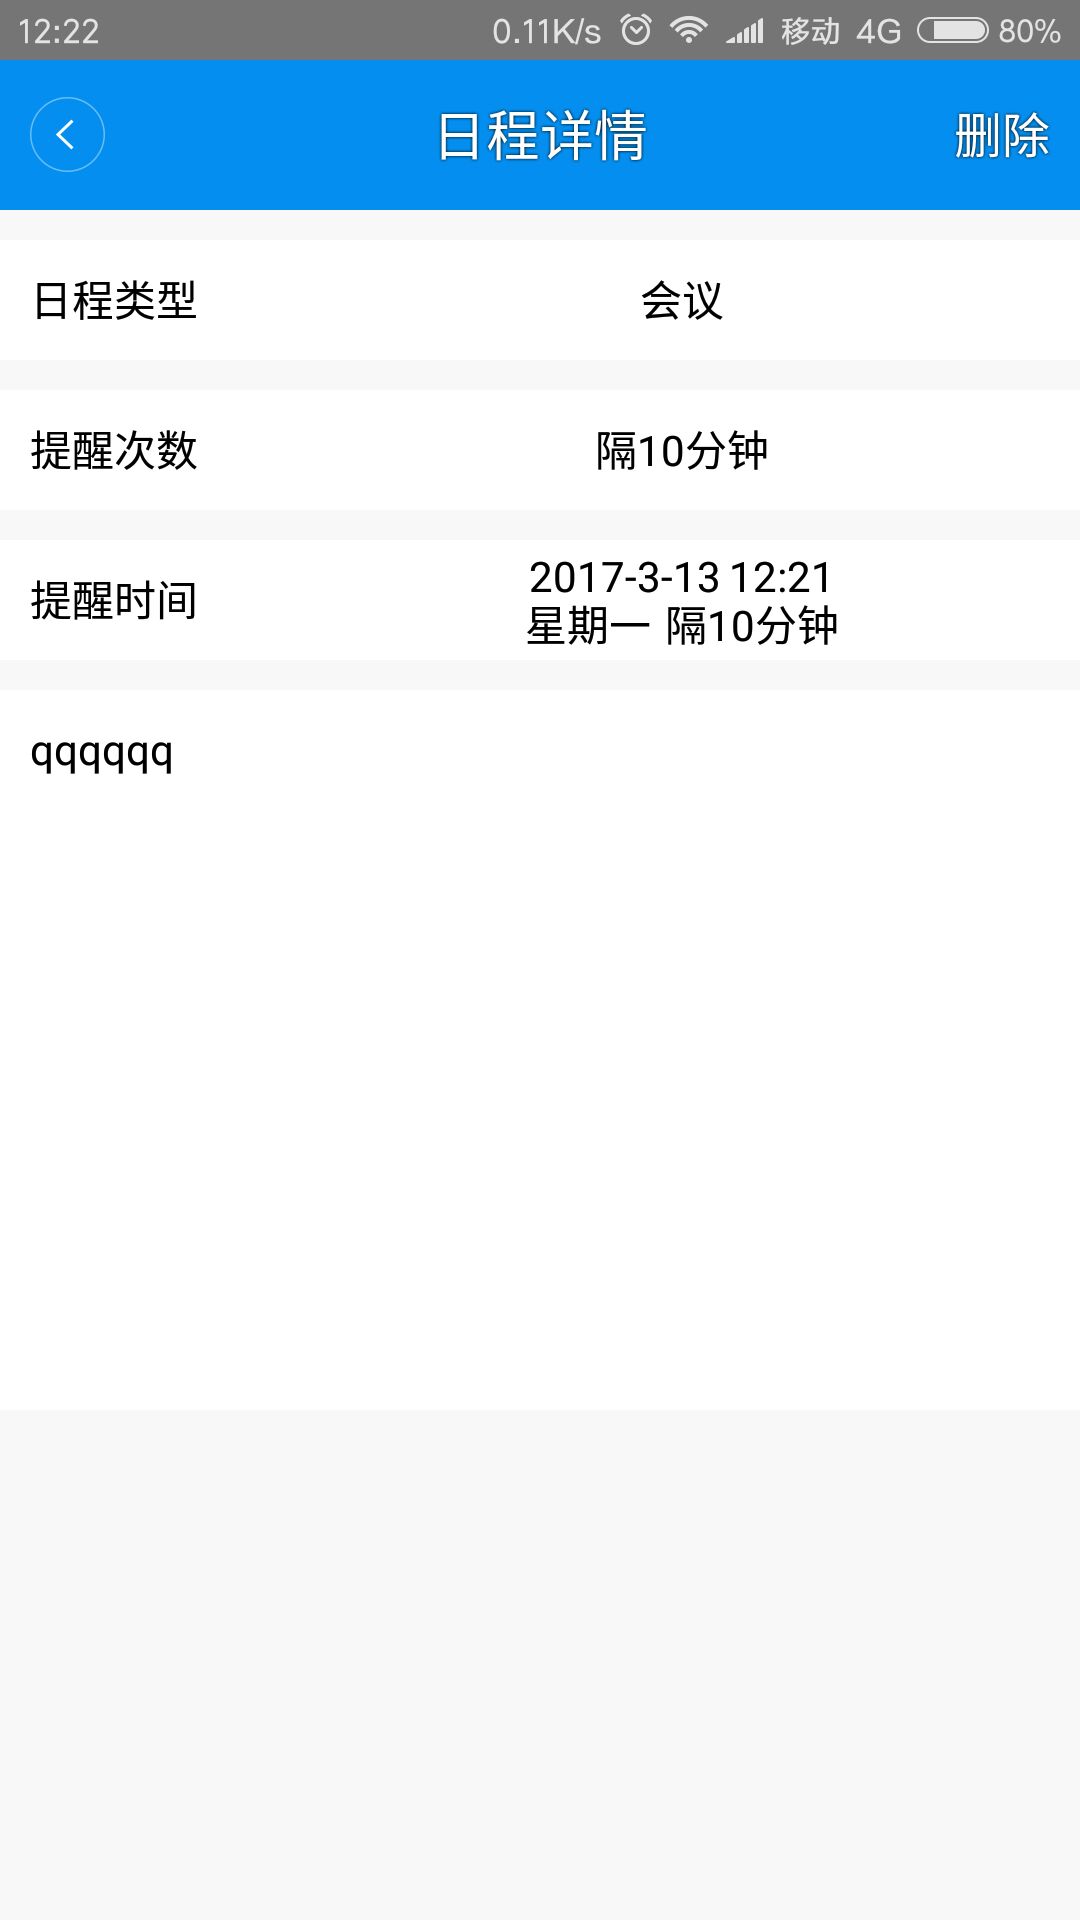 12:22 0.11K/s 移动 4G 80%
日程详情 删除
日程类型 会议
提醒次数 隔10分钟
提醒时间 2017-3-13 12:21
星期一 隔10分钟
qqqqqq